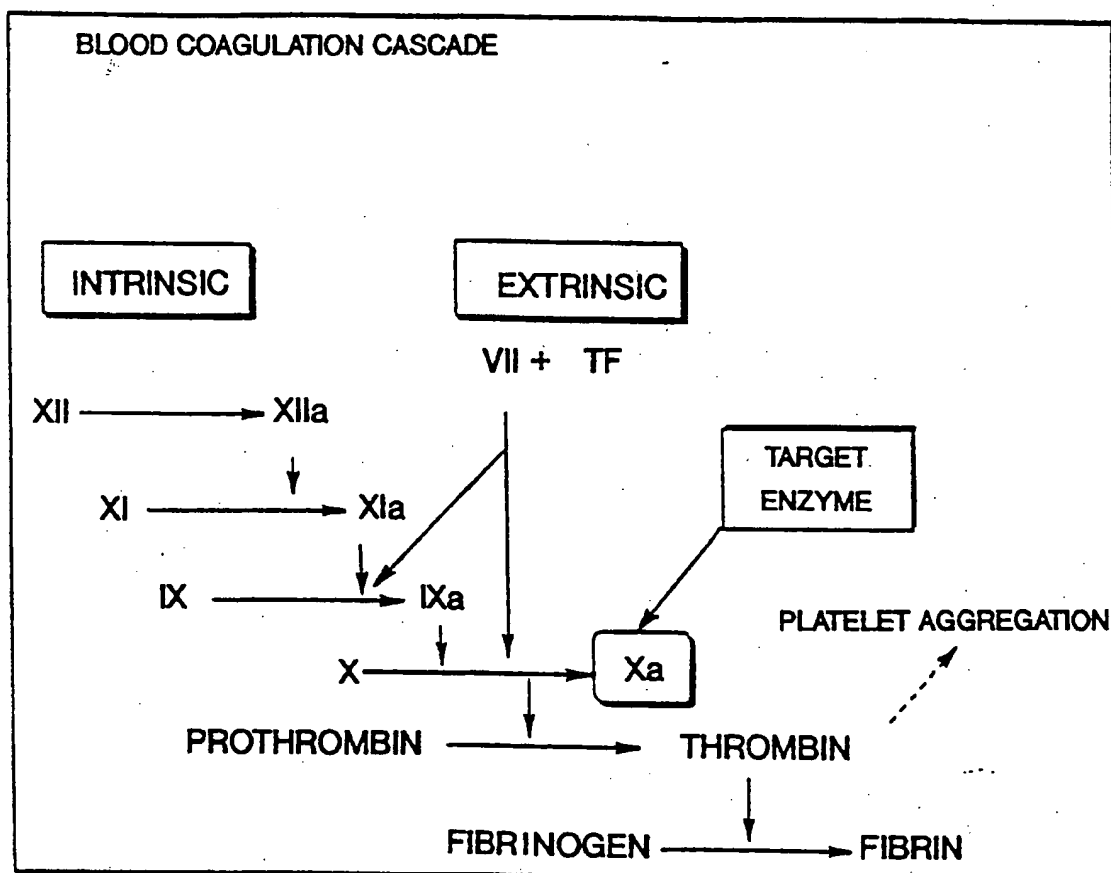 BLOOD COAGULATION CASCADE
INTRINSIC
EXTRINSIC
VII + TF
XII
XIIa
TARGET
ENZYME
XI
XIa
IX
IXa
PLATELET AGGREGATION
X
Xa
PROTHROMBIN
THROMBIN
FIBRINOGEN
FIBRIN